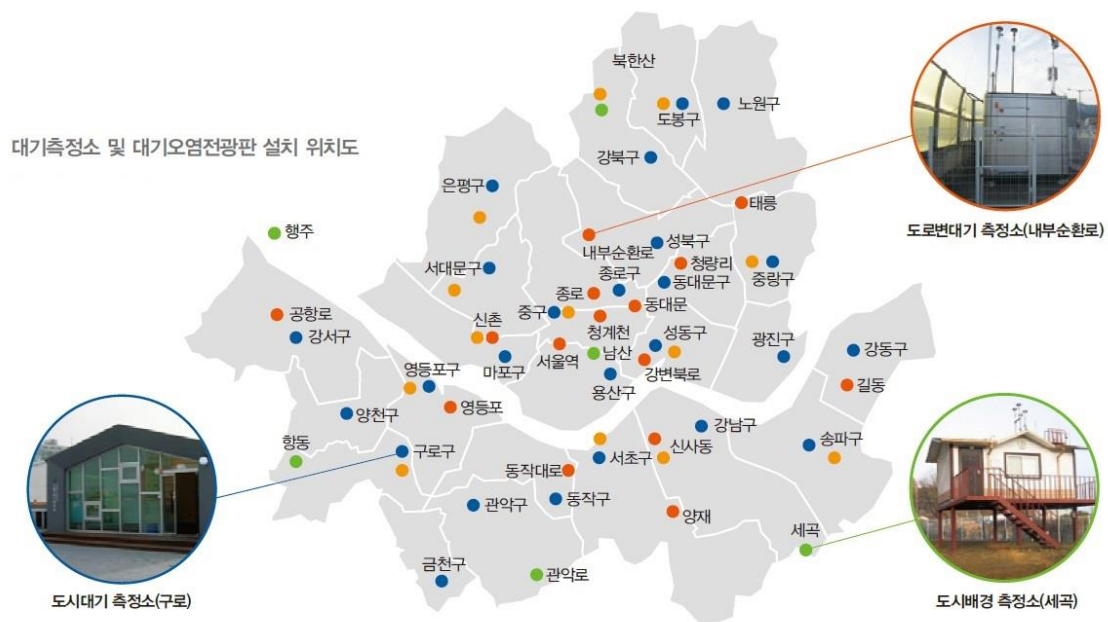 대기측정소 및 대기오염전광판 설치 위치도
북한산
도봉구
노원구
강북구
은평구
태릉
행주
내부순환로
성북구
청량리
서대문구
종로구
동대문구
중랑구
공항로
강서구
신촌
중구
종로
동대문
청계천
성동구
광진구
강동구
마포구
서울역
남산
강변북로
길동
영등포구
용산구
양천구
영등포
강남구
항동
구로구
서초구
신사동
송파구
동작대로
관악구
동작구
양재
세곡
금천구
관악로
도로변대기 측정소(내부순환로)
도시대기 측정소(구로)
도시배경 측정소(세곡)